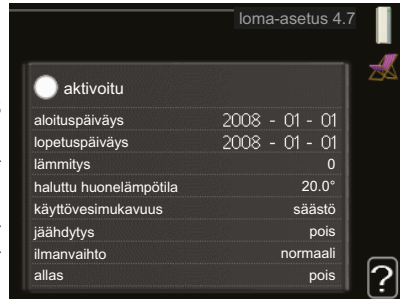 loma-asetus 4.7
aktivoitu
aloituspäiväys 2008 - 01 - 01
lopetuspäiväys 2008 - 01 - 01
lämmitys 0
haluttu huonelämpötila 20.0°
käyttövesimukavuus säästö
jäähdytys pois
ilmanvaihto normaali
allas pois
?